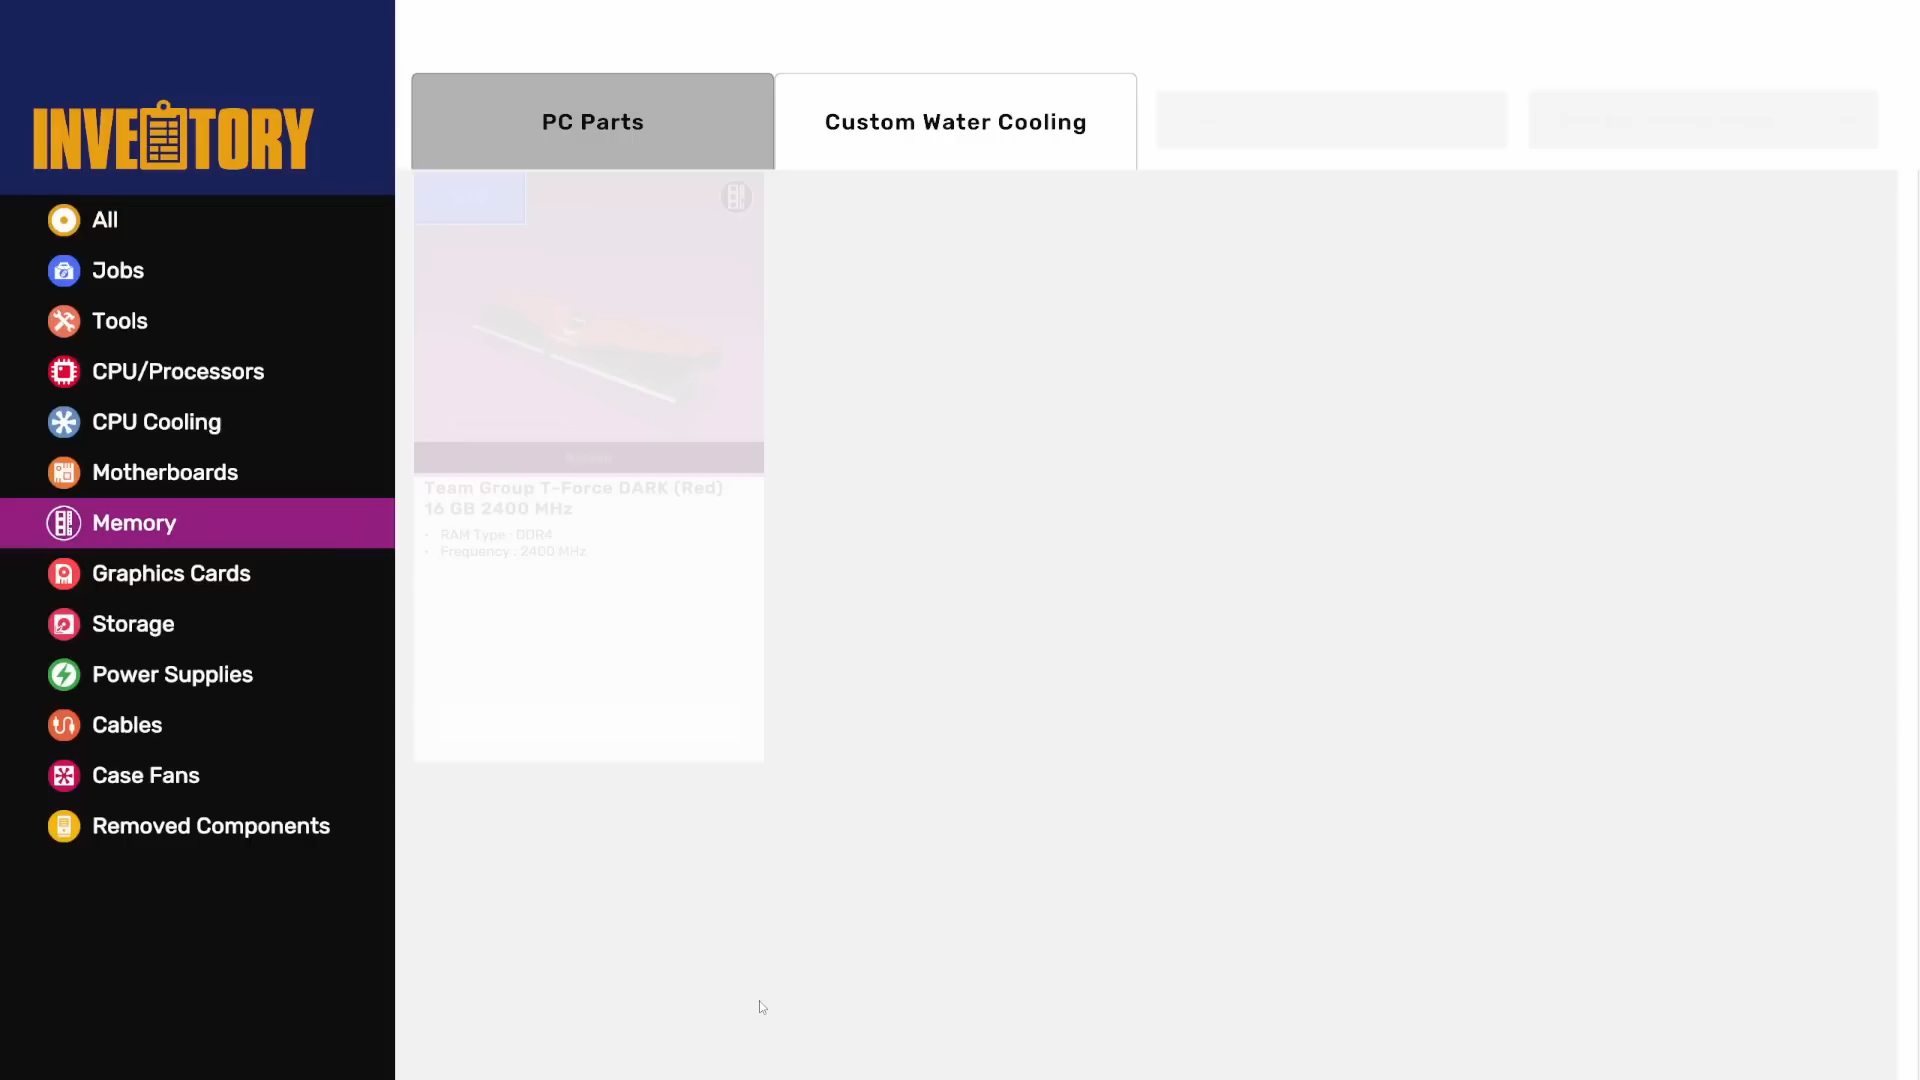 INVENTORY
PC Parts
Custom Water Cooling
All
Jobs
Tools
CPU/Processors
CPU Cooling
Motherboards
Memory
Graphics Cards
Storage
Power Supplies
Cables
Case Fans
Removed Components
Team Group T-Force DARK (Red)
16 GB 2400 MHz
• RAM Type : DDR4
• Frequency : 2400 MHz